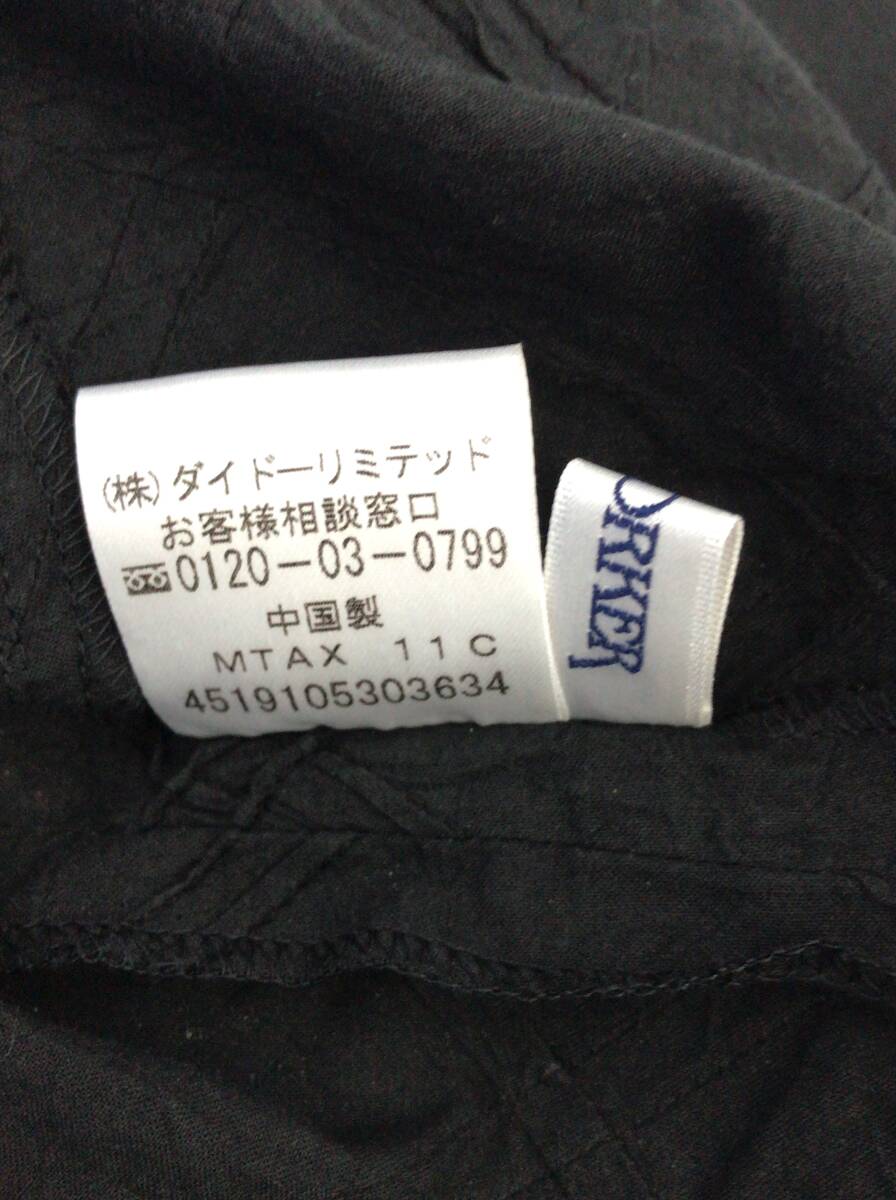 (株)ダイドーリミテッド
お客様相談窓口
0120-03-0799
中国製
MTAX 11C
4519105303634
ORKER